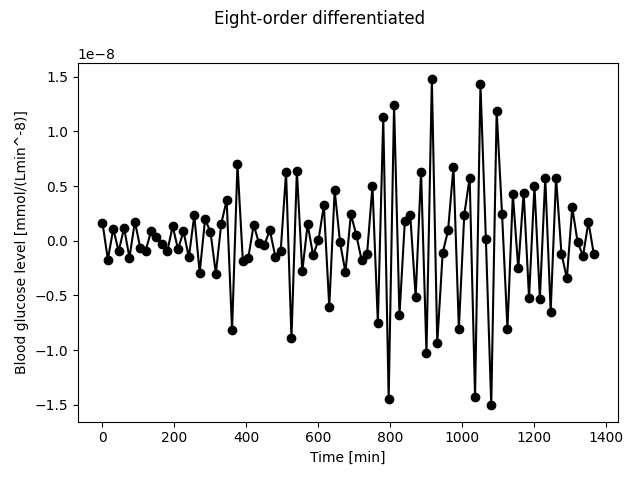 Eight-order differentiated
1e−8
1.5
1.0
0.5
0.0
−0.5
−1.0
−1.5
Blood glucose level [mmol/(Lmin^-8)]
0 200 400 600 800 1000 1200 1400
Time [min]